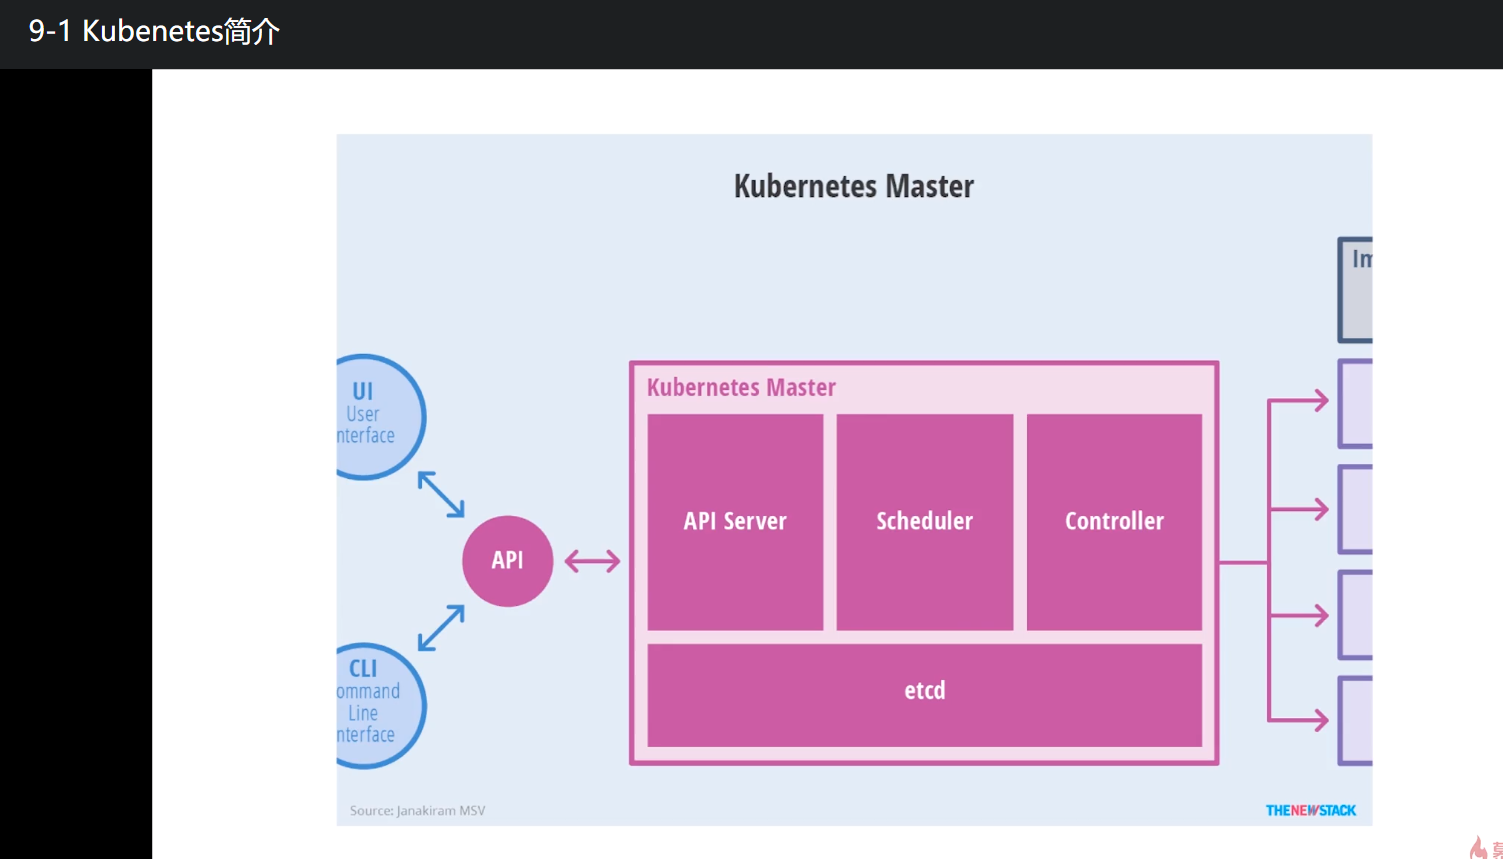 9-1 Kubenetes简介
Kubernetes Master
Im
UI
User
nterface
Kubernetes Master
API Server
Scheduler
Controller
API
etcd
CLI
ommand
Line
nterface
Source: Janakiram MSV
THENEWSTACK